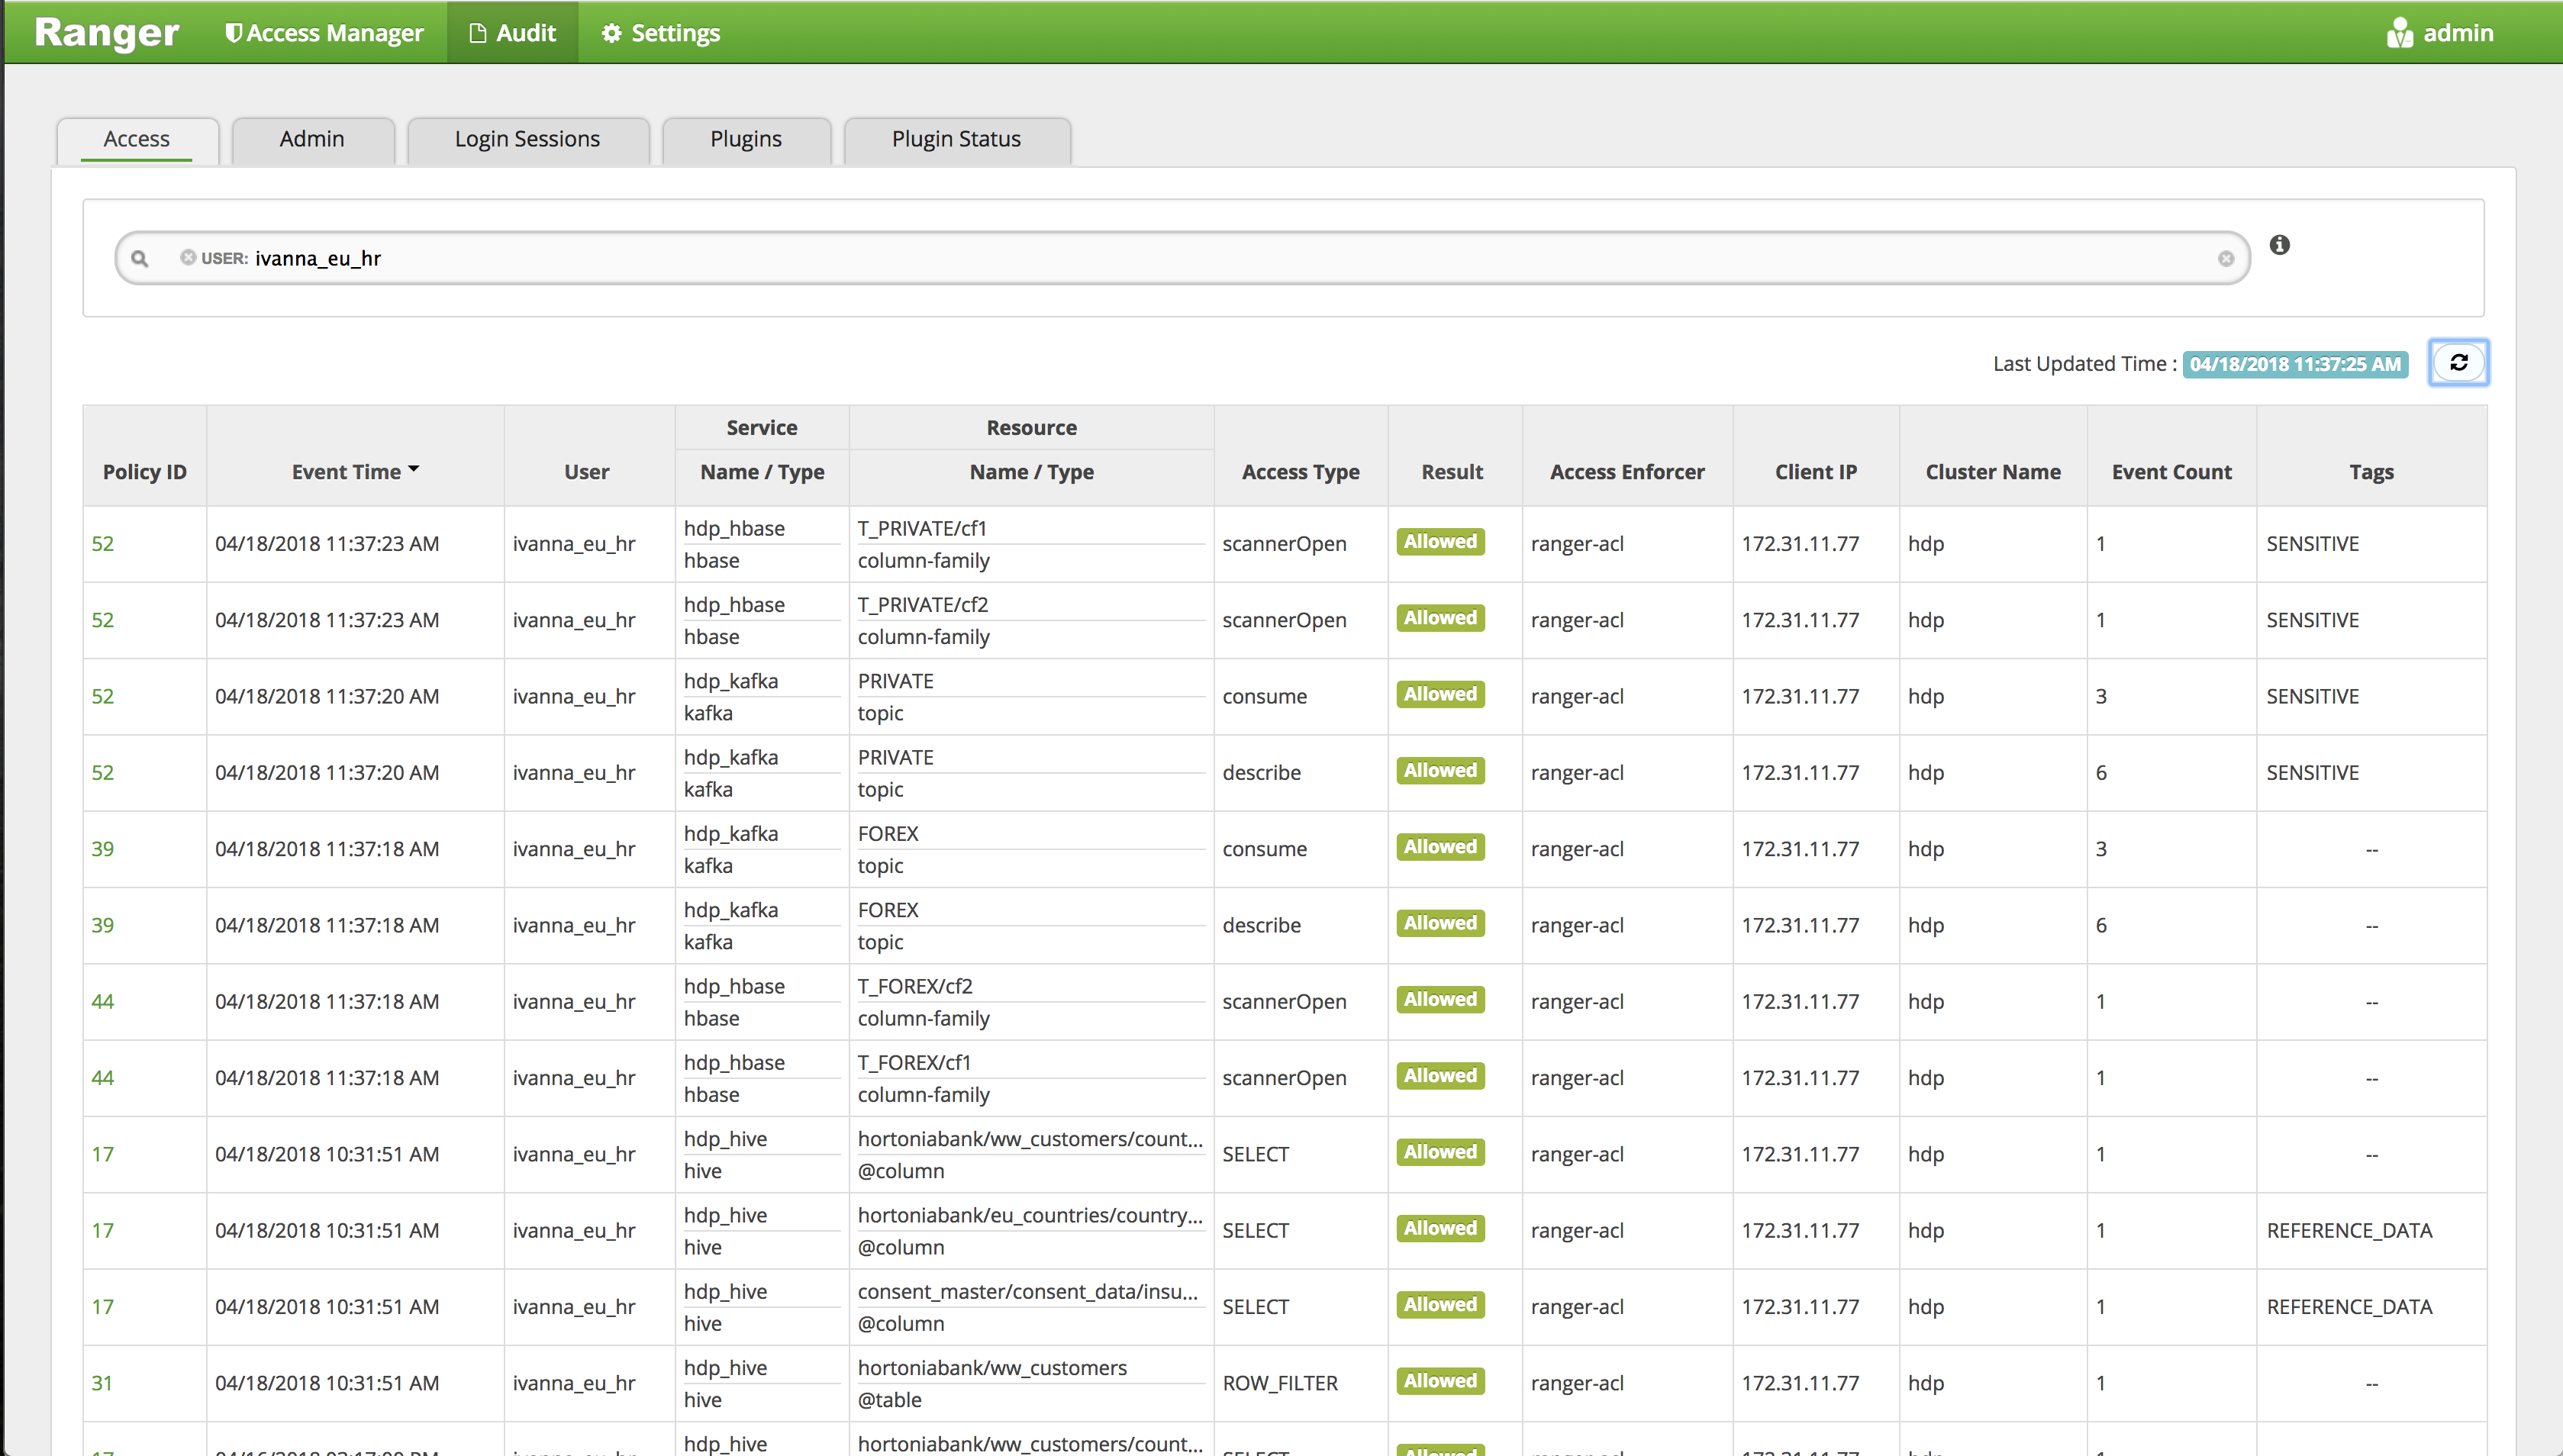 Ranger Access Manager Audit Settings admin
Access Admin Login Sessions Plugins Plugin Status
USER: ivanna_eu_hr
Last Updated Time : 04/18/2018 11:37:25 AM
Service Resource
Policy ID Event Time User Name / Type Name / Type Access Type Result Access Enforcer Client IP Cluster Name Event Count Tags
hdp_hbase T_PRIVATE/cf1
52 04/18/2018 11:37:23 AM ivanna_eu_hr scannerOpen Allowed ranger-acl 172.31.11.77 hdp 1 SENSITIVE
hbase column-family
hdp_hbase T_PRIVATE/cf2
52 04/18/2018 11:37:23 AM ivanna_eu_hr scannerOpen Allowed ranger-acl 172.31.11.77 hdp 1 SENSITIVE
hbase column-family
hdp_kafka PRIVATE
52 04/18/2018 11:37:20 AM ivanna_eu_hr consume Allowed ranger-acl 172.31.11.77 hdp 3 SENSITIVE
kafka topic
hdp_kafka PRIVATE
52 04/18/2018 11:37:20 AM ivanna_eu_hr describe Allowed ranger-acl 172.31.11.77 hdp 6 SENSITIVE
kafka topic
hdp_kafka FOREX
39 04/18/2018 11:37:18 AM ivanna_eu_hr consume Allowed ranger-acl 172.31.11.77 hdp 3 --
kafka topic
hdp_kafka FOREX
39 04/18/2018 11:37:18 AM ivanna_eu_hr describe Allowed ranger-acl 172.31.11.77 hdp 6 --
kafka topic
hdp_hbase T_FOREX/cf2
44 04/18/2018 11:37:18 AM ivanna_eu_hr scannerOpen Allowed ranger-acl 172.31.11.77 hdp 1 --
hbase column-family
hdp_hbase T_FOREX/cf1
44 04/18/2018 11:37:18 AM ivanna_eu_hr scannerOpen Allowed ranger-acl 172.31.11.77 hdp 1 --
hbase column-family
hdp_hive hortoniabank/ww_customers/count...
17 04/18/2018 10:31:51 AM ivanna_eu_hr SELECT Allowed ranger-acl 172.31.11.77 hdp 1 --
hive @column
hdp_hive hortoniabank/eu_countries/country...
17 04/18/2018 10:31:51 AM ivanna_eu_hr SELECT Allowed ranger-acl 172.31.11.77 hdp 1 REFERENCE_DATA
hive @column
hdp_hive consent_master/consent_data/insu...
17 04/18/2018 10:31:51 AM ivanna_eu_hr SELECT Allowed ranger-acl 172.31.11.77 hdp 1 REFERENCE_DATA
hive @column
hdp_hive hortoniabank/ww_customers
31 04/18/2018 10:31:51 AM ivanna_eu_hr ROW_FILTER Allowed ranger-acl 172.31.11.77 hdp 1 --
hive @table
hdp_hive hortoniabank/ww_customers/count...